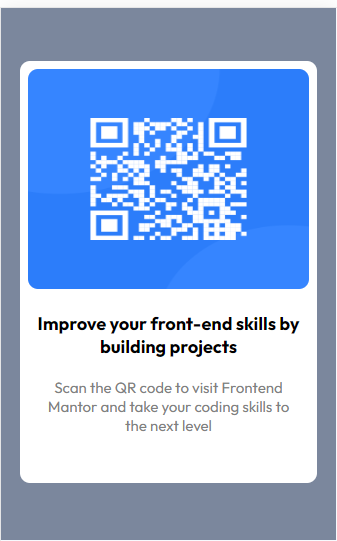 Improve your front-end skills by
building projects
Scan the QR code to visit Frontend
Mantor and take your coding skills to
the next level